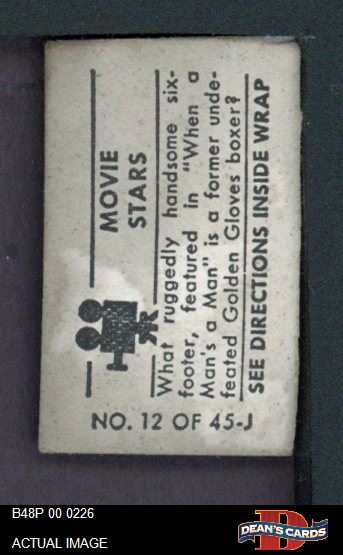 MOVIE
STARS
What ruggedly handsome six-
footer, featured in "When a
Man's a Man" is a former unde-
feated Golden Gloves boxer?
SEE DIRECTIONS INSIDE WRAP
NO. 12 OF 45-J
B48P 00 0226
ACTUAL IMAGE
D
DEAN'S CARDS